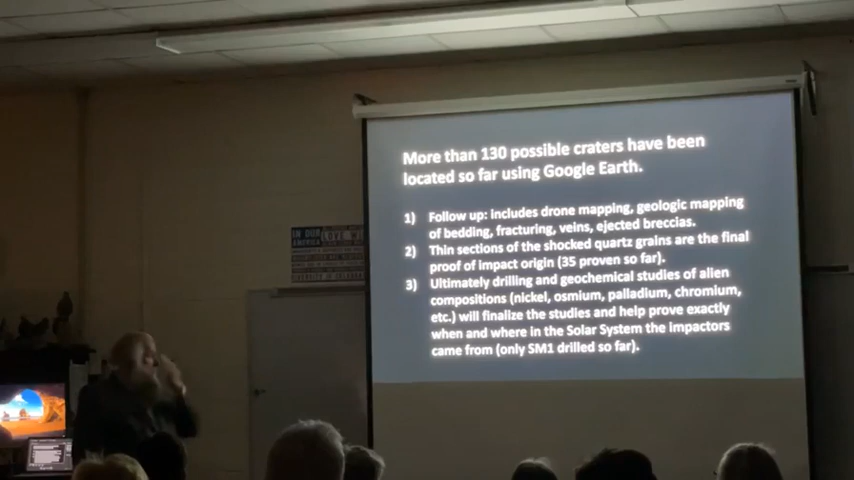 More than 130 possible craters have been
located so far using Google Earth.
1) Follow up: includes drone mapping, geologic mapping
of bedding, fracturing, veins, ejected breccias.
2) Thin sections of the shocked quartz grains are the final
proof of impact origin (35 proven so far).
3) Ultimately drilling and geochemical studies of alien
compositions (nickel, osmium, palladium, chromium,
etc.) will finalize the studies and help prove exactly
when and where in the Solar System the impactors
came from (only SM1 drilled so far).
IN OUR
AMERICA
LOVE